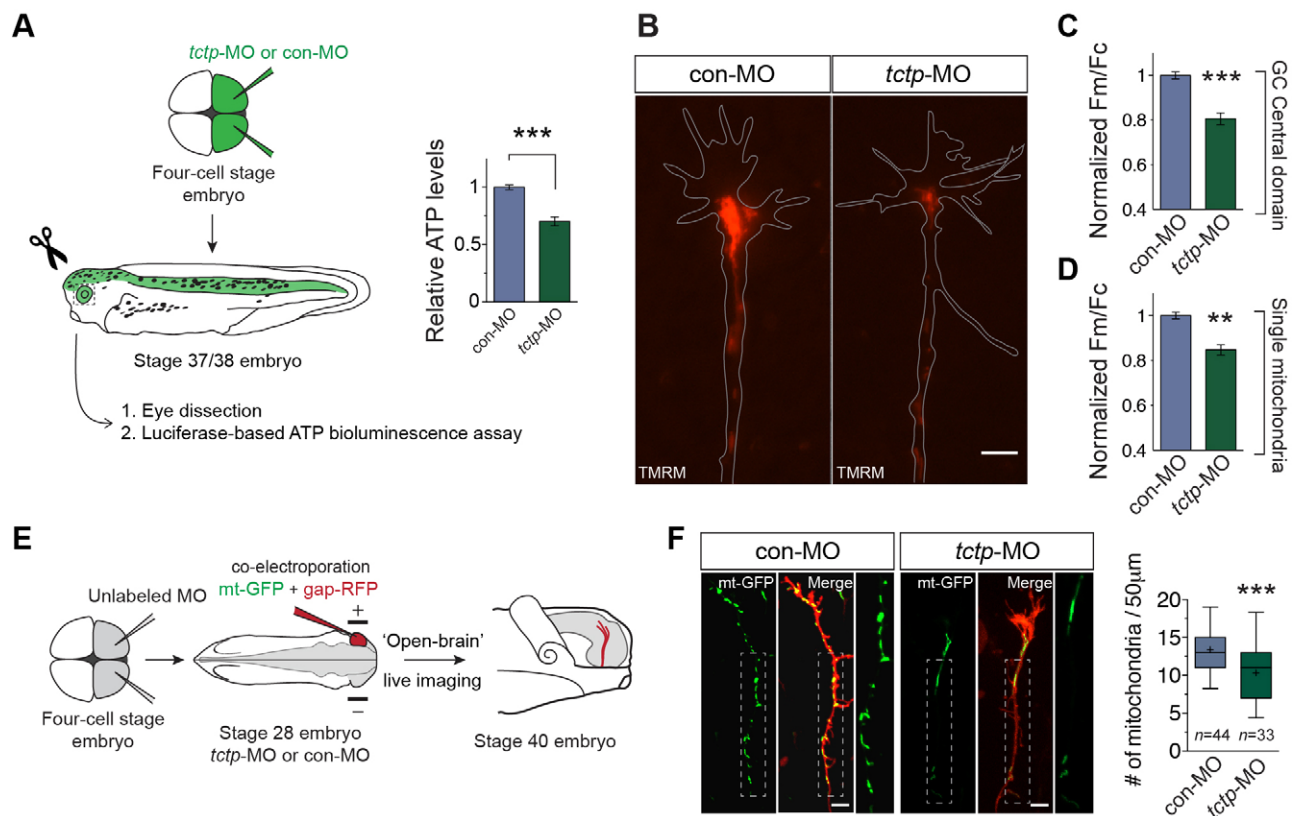 A
tctp-MO or con-MO
Four-cell stage
embryo
Stage 37/38 embryo
1. Eye dissection
2. Luciferase-based ATP bioluminescence assay
Relative ATP levels
***
1
0.5
0
con-MO
tctp-MO
B
con-MO
tctp-MO
TMRM
TMRM
C
Normalized Fm/Fc
1
0.8
0.6
0.4
***
con-MO
tctp-MO
GC Central domain
D
Normalized Fm/Fc
1
0.8
0.6
0.4
**
con-MO
tctp-MO
Single mitochondria
E
Unlabeled MO
Four-cell stage
embryo
co-electroporation
mt-GFP + gap-RFP
+
–
Stage 28 embryo
tctp-MO or con-MO
'Open-brain'
live imaging
Stage 40 embryo
F
con-MO
tctp-MO
mt-GFP
Merge
mt-GFP
Merge
# of mitochondria / 50µm
20
15
10
5
0
***
+
+
n=44
n=33
con-MO
tctp-MO